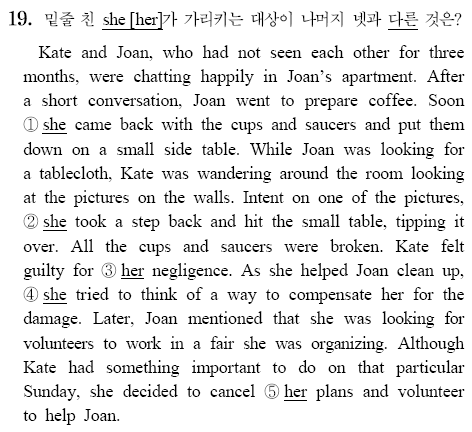 19. 밑줄 친 she [her]가 가리키는 대상이 나머지 넷과 다른 것은?
Kate and Joan, who had not seen each other for three
months, were chatting happily in Joan's apartment. After
a short conversation, Joan went to prepare coffee. Soon
① she came back with the cups and saucers and put them
down on a small side table. While Joan was looking for
a tablecloth, Kate was wandering around the room looking
at the pictures on the walls. Intent on one of the pictures,
② she took a step back and hit the small table, tipping it
over. All the cups and saucers were broken. Kate felt
guilty for ③ her negligence. As she helped Joan clean up,
④ she tried to think of a way to compensate her for the
damage. Later, Joan mentioned that she was looking for
volunteers to work in a fair she was organizing. Although
Kate had something important to do on that particular
Sunday, she decided to cancel ⑤ her plans and volunteer
to help Joan.